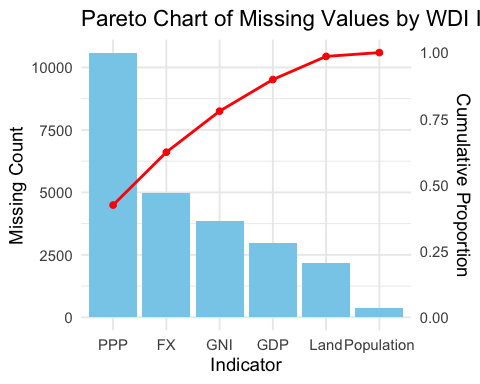 Pareto Chart of Missing Values by WDI I
Missing Count
10000
7500
5000
2500
0
1.00
0.75
0.50
0.25
0.00
Cumulative Proportion
PPP FX GNI GDP Land Population
Indicator